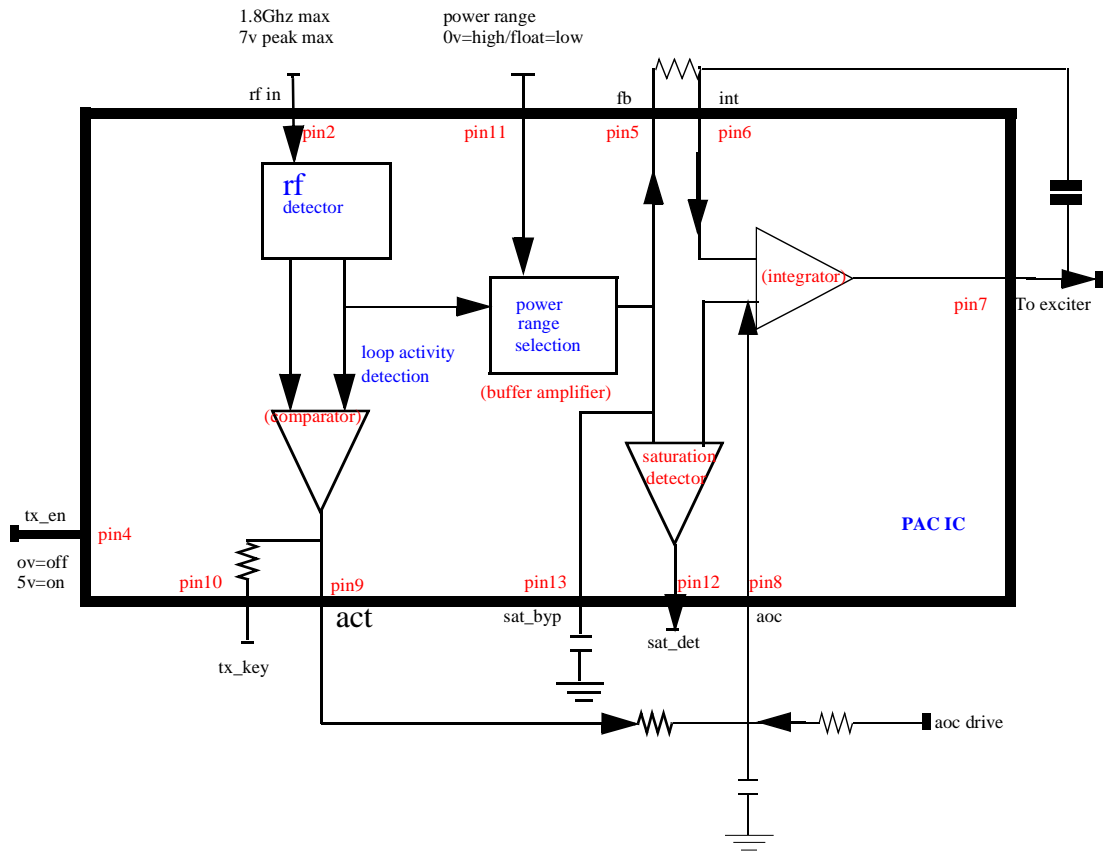 1.8Ghz max
7v peak max
power range
0v=high/float=low
rf in
fb
int
pin2
pin11
pin5
pin6
rf
detector
(integrator)
power
range
selection
pin7
To exciter
loop activity
detection
(buffer amplifier)
(comparator)
saturation
detector
tx_en
pin4
PAC IC
ov=off
5v=on
pin10
pin9
pin13
pin12
pin8
act
sat_byp
sat_det
aoc
tx_key
aoc drive